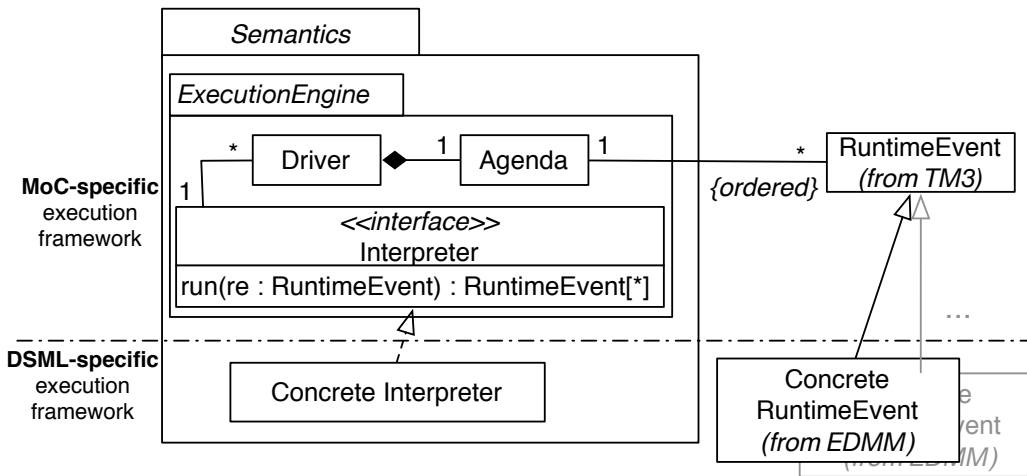 Semantics
ExecutionEngine
* Driver 1 Agenda 1 * RuntimeEvent
(from TM3)
{ordered}
MoC-specific
execution
framework
1
<<interface>>
Interpreter
run(re : RuntimeEvent) : RuntimeEvent[*]
...
DSML-specific
execution
framework
Concrete Interpreter
Concrete
RuntimeEvent
(from EDMM)